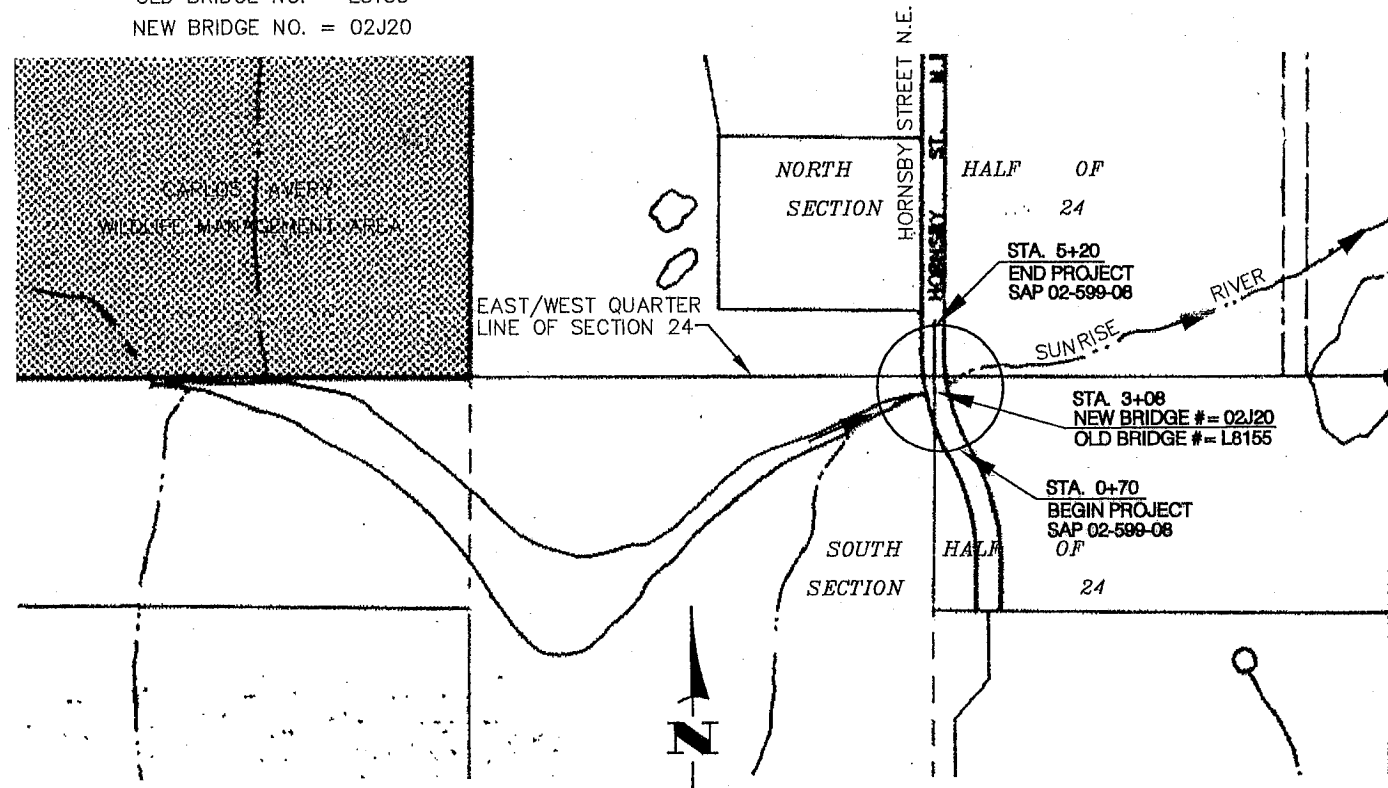 NEW BRIDGE NO. = 02J20
HORNSBY STREET N.E.
HORNSBY ST.
CARLOS AVERY
WILDLIFE MANAGEMENT AREA
NORTH HALF OF
SECTION 24
STA. 5+20
END PROJECT
SAP 02-599-08
EAST/WEST QUARTER
LINE OF SECTION 24
SUNRISE RIVER
STA. 3+08
NEW BRIDGE #= 02J20
OLD BRIDGE #= L8155
STA. 0+70
BEGIN PROJECT
SAP 02-599-08
SOUTH HALF OF
SECTION 24
N